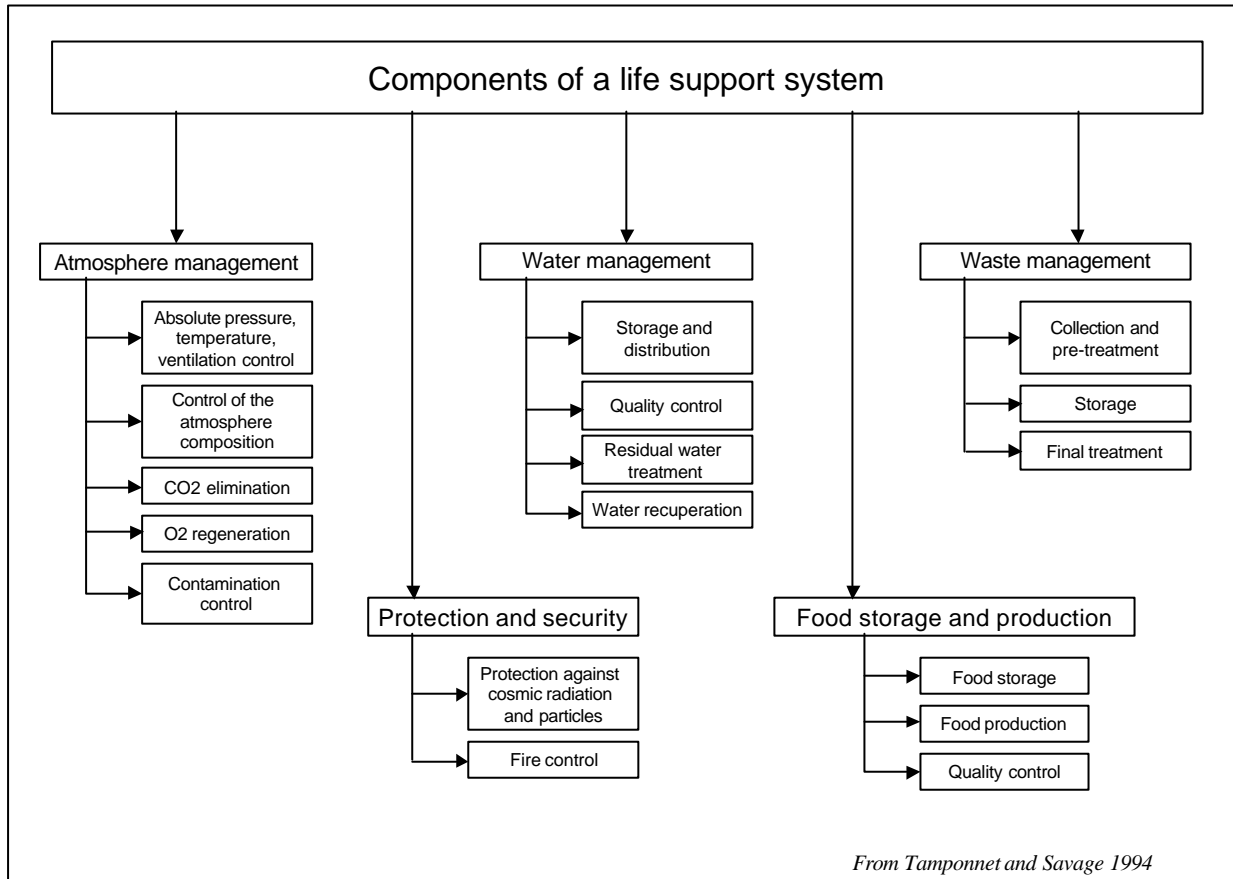 Components of a life support system
Atmosphere management
Absolute pressure,
temperature,
ventilation control
Control of the
atmosphere
composition
CO2 elimination
O2 regeneration
Contamination
control
Protection and security
Protection against
cosmic radiation
and particles
Fire control
Water management
Storage and
distribution
Quality control
Residual water
treatment
Water recuperation
Food storage and production
Food storage
Food production
Quality control
Waste management
Collection and
pre-treatment
Storage
Final treatment
From Tamponnet and Savage 1994